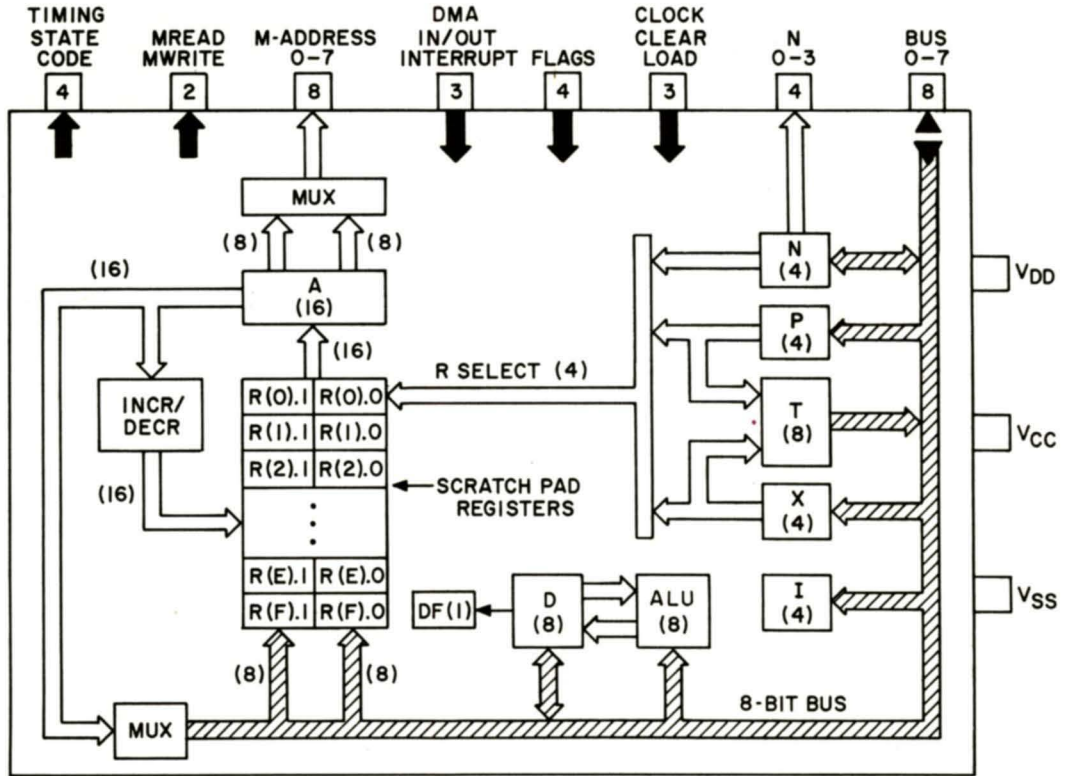 TIMING
STATE
CODE
MREAD
MWRITE
M-ADDRESS
0-7
DMA
IN/OUT
INTERRUPT
FLAGS
CLOCK
CLEAR
LOAD
N
0-3
BUS
0-7
4
2
8
3
4
3
4
8
MUX
(8)
(8)
(16)
A
(16)
(16)
N
(4)
P
(4)
R SELECT (4)
T
(8)
X
(4)
I
(4)
VDD
VCC
VSS
INCR/
DECR
(16)
R(0).1 R(0).0
R(1).1 R(1).0
R(2).1 R(2).0
SCRATCH PAD
REGISTERS
R(E).1 R(E).0
R(F).1 R(F).0
DF(1)
D
(8)
ALU
(8)
(8)
(8)
MUX
8-BIT BUS